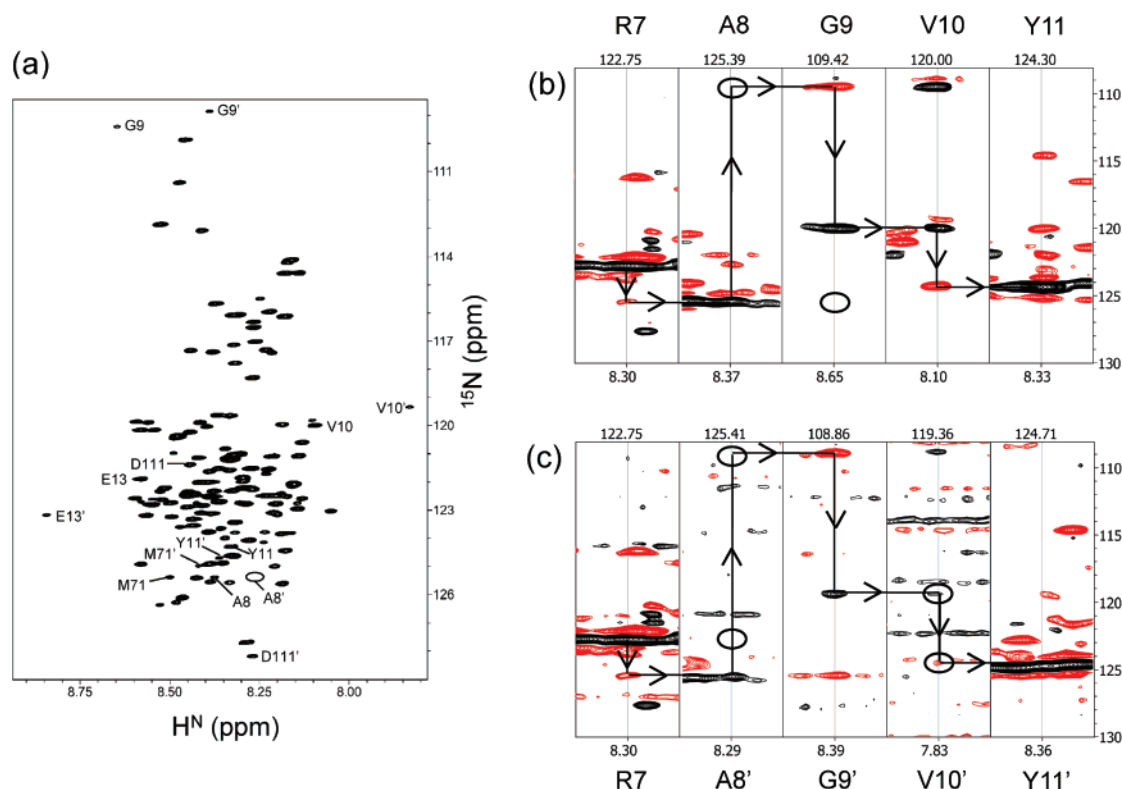 (a)
G9'
G9
111
114
117
120
123
126
¹⁵N (ppm)
V10'
V10
D111
E13
E13'
Y11'
Y11
M71'
M71
A8
A8'
D111'
8.75 8.50 8.25 8.00
Hᴺ (ppm)
(b)
R7 A8 G9 V10 Y11
122.75 125.39 109.42 120.00 124.30
110
115
120
125
130
8.30 8.37 8.65 8.10 8.33
(c)
122.75 125.41 108.86 119.36 124.71
110
115
120
125
130
8.30 8.29 8.39 7.83 8.36
R7 A8' G9' V10' Y11'